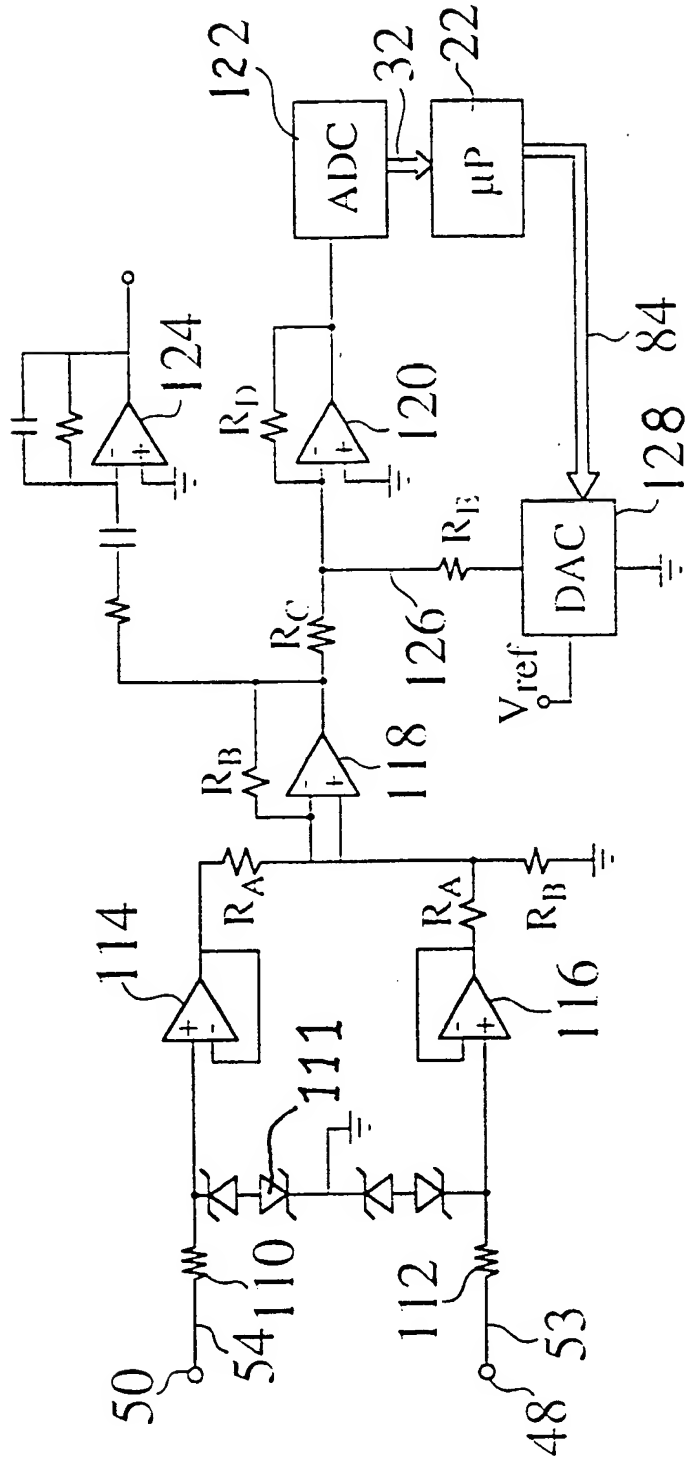 50
54
110
111
114
R_A
R_B
118
R_C
124
R_D
120
122
ADC
32
µP
22
84
DAC
128
R_E
126
V_ref
48
53
112
116
R_A
R_B
+
-
-
+
-
+
-
+
-
+